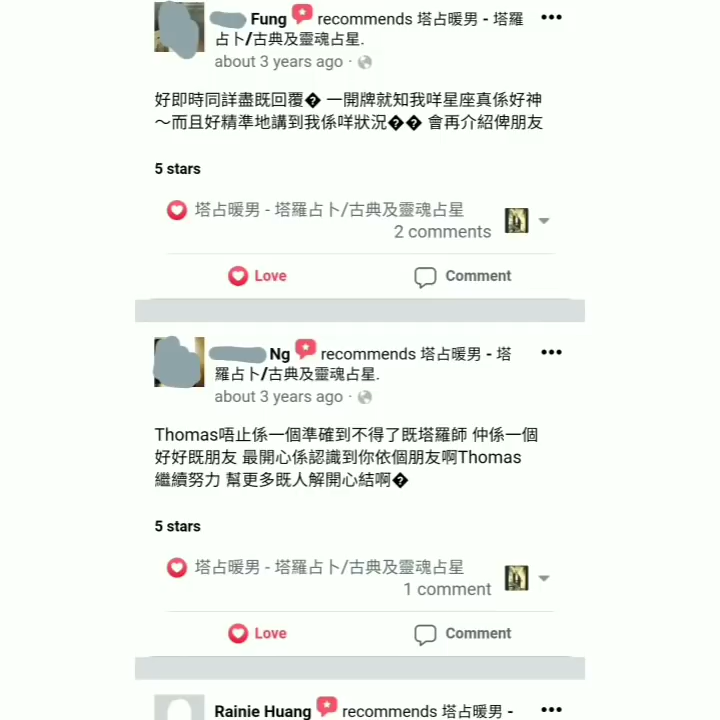 Fung recommends 塔占暖男 - 塔羅
占卜/古典及靈魂占星.
about 3 years ago ·
好即時同詳盡既回覆� 一開牌就知我咩星座真係好神
～而且好精準地講到我係咩狀況�� 會再介紹俾朋友
5 stars
塔占暖男 - 塔羅占卜/古典及靈魂占星
2 comments
Love Comment
Ng recommends 塔占暖男 - 塔
羅占卜/古典及靈魂占星.
about 3 years ago ·
Thomas唔止係一個準確到不得了既塔羅師 仲係一個
好好既朋友 最開心係認識到你依個朋友啊Thomas
繼續努力 幫更多既人解開心結啊�
5 stars
塔占暖男 - 塔羅占卜/古典及靈魂占星
1 comment
Love Comment
Rainie Huang recommends 塔占暖男 -